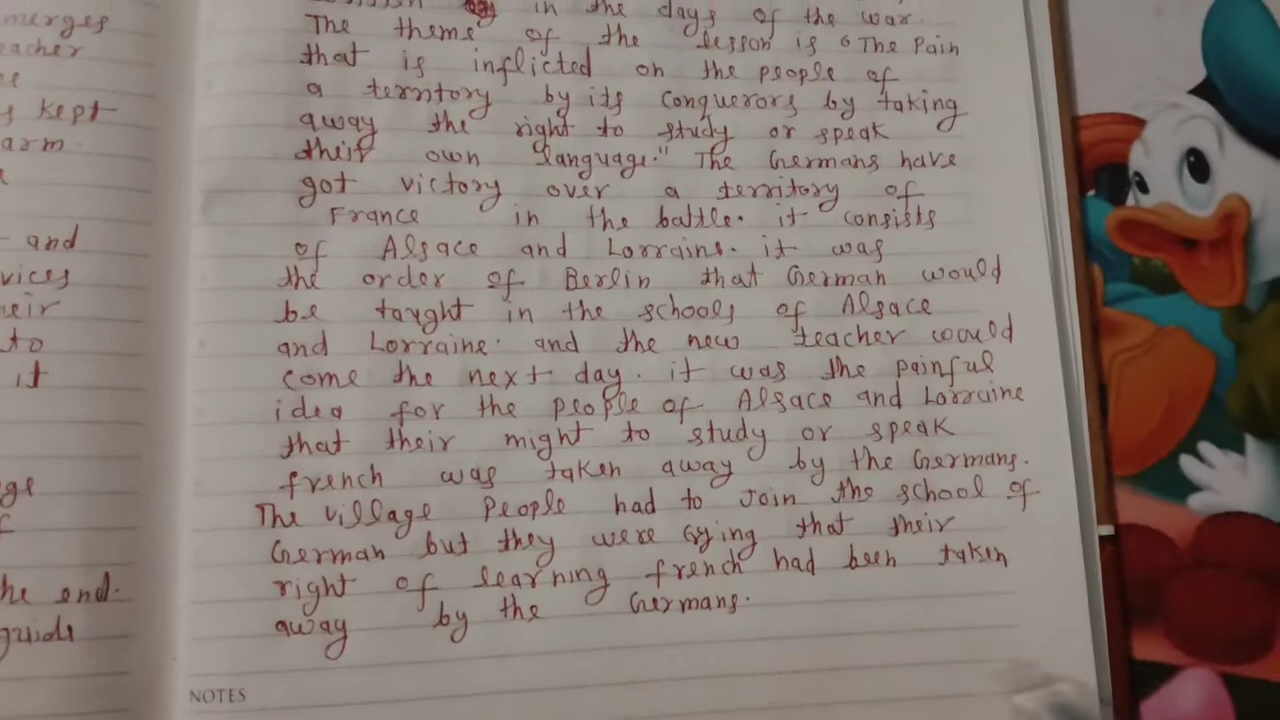 merges
eacher
s kept
arm
and
vices
heir
to
it
ge
he end.
guide
in the days of the war.
The theme of the lesson is "The Pain
that is inflicted on the people of
a territory by its conquerors by taking
away the right to study or speak
their own language." The Germans have
got victory over a territory of
France in the battle. it consists
of Alsace and Lorrains. it was
the order of Berlin that German would
be taught in the schools of Alsace
and Lorraine. and the new teacher would
come the next day. it was the painful
idea for the people of Alsace and Lorraine
that their might to study or speak
french was taken away by the Germans.
The village people had to Join the school of
German but they were crying that their
right of learning french had been taken
away by the Germans.
NOTES